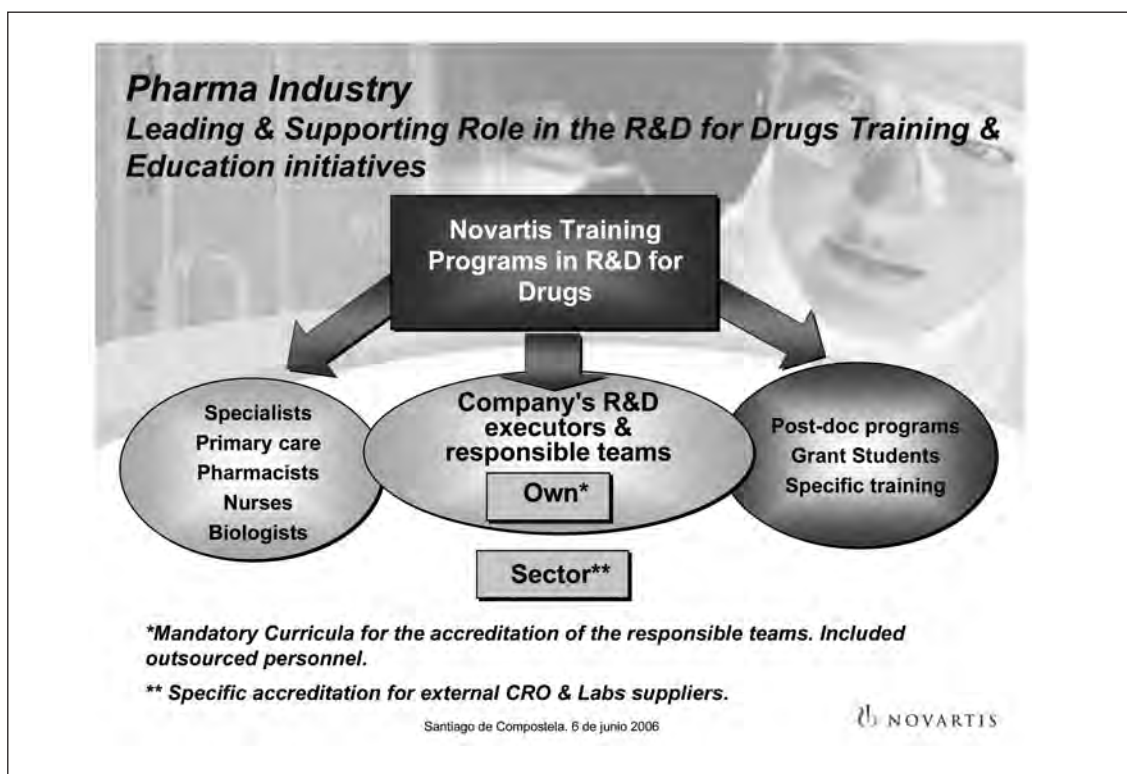 Pharma Industry
Leading & Supporting Role in the R&D for Drugs Training &
Education initiatives
Novartis Training
Programs in R&D for
Drugs
Specialists
Primary care
Pharmacists
Nurses
Biologists
Company's R&D
executors &
responsible teams
Own*
Post-doc programs
Grant Students
Specific training
Sector**
*Mandatory Curricula for the accreditation of the responsible teams. Included
outsourced personnel.
** Specific accreditation for external CRO & Labs suppliers.
Santiago de Compostela. 6 de junio 2006
NOVARTIS